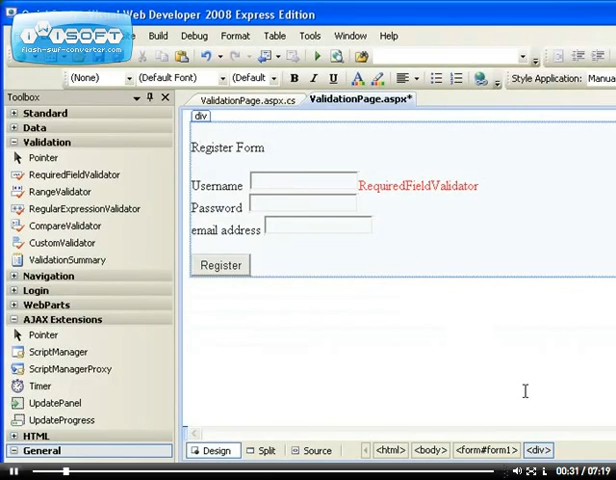 Web Developer 2008 Express Edition
iWiSOFT
flash-swf-converter.com
Build Debug Format Table Tools Window Help
(None) (Default Font) (Default B I U A Style Application: Manua
Toolbox
ValidationPage.aspx.cs ValidationPage.aspx*
Standard
Data
Validation
Pointer
RequiredFieldValidator
RangeValidator
RegularExpressionValidator
CompareValidator
CustomValidator
ValidationSummary
Navigation
Login
WebParts
AJAX Extensions
Pointer
ScriptManager
ScriptManagerProxy
Timer
UpdatePanel
UpdateProgress
HTML
General
div
Register Form
Username RequiredFieldValidator
Password
email address
Register
Design Split Source <html> <body> <form#form1> <div>
00:31 / 07:19